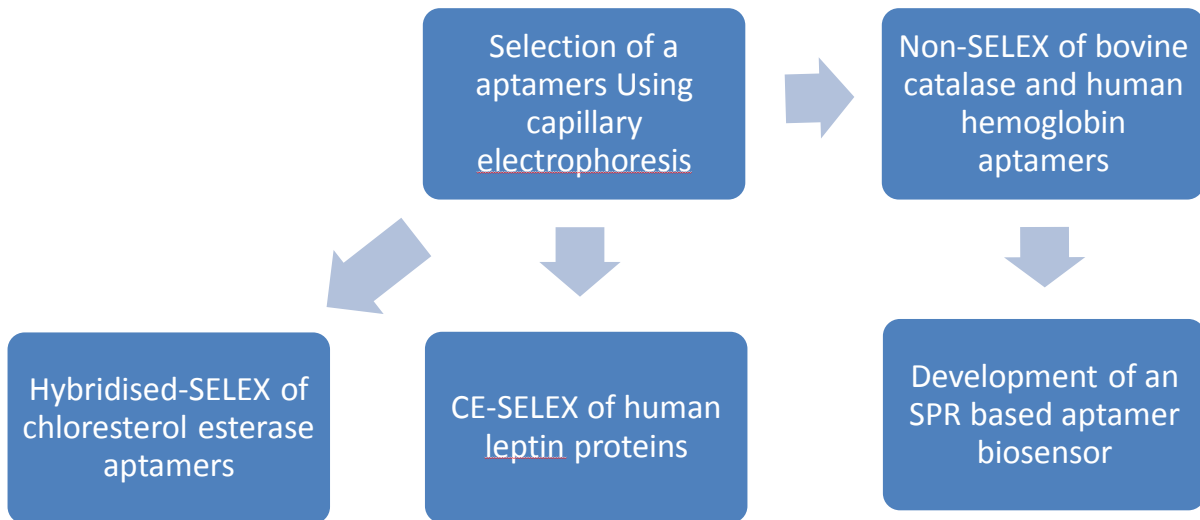 Selection of a
aptamers Using
capillary
electrophoresis
Non-SELEX of bovine
catalase and human
hemoglobin
aptamers
Hybridised-SELEX of
chloresterol esterase
aptamers
CE-SELEX of human
leptin proteins
Development of an
SPR based aptamer
biosensor